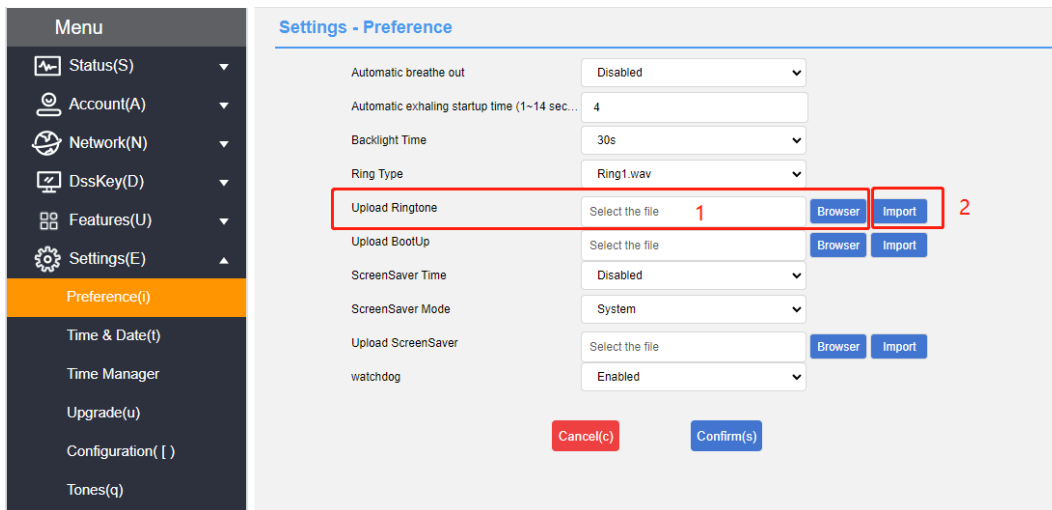 Menu
Status(S)
Account(A)
Network(N)
DssKey(D)
Features(U)
Settings(E)
Preference(i)
Time & Date(t)
Time Manager
Upgrade(u)
Configuration( [ )
Tones(q)
Settings - Preference
Automatic breathe out Disabled
Automatic exhaling startup time (1~14 sec... 4
Backlight Time 30s
Ring Type Ring1.wav
Upload Ringtone Select the file 1 Browser Import 2
Upload BootUp Select the file Browser Import
ScreenSaver Time Disabled
ScreenSaver Mode System
Upload ScreenSaver Select the file Browser Import
watchdog Enabled
Cancel(c) Confirm(s)